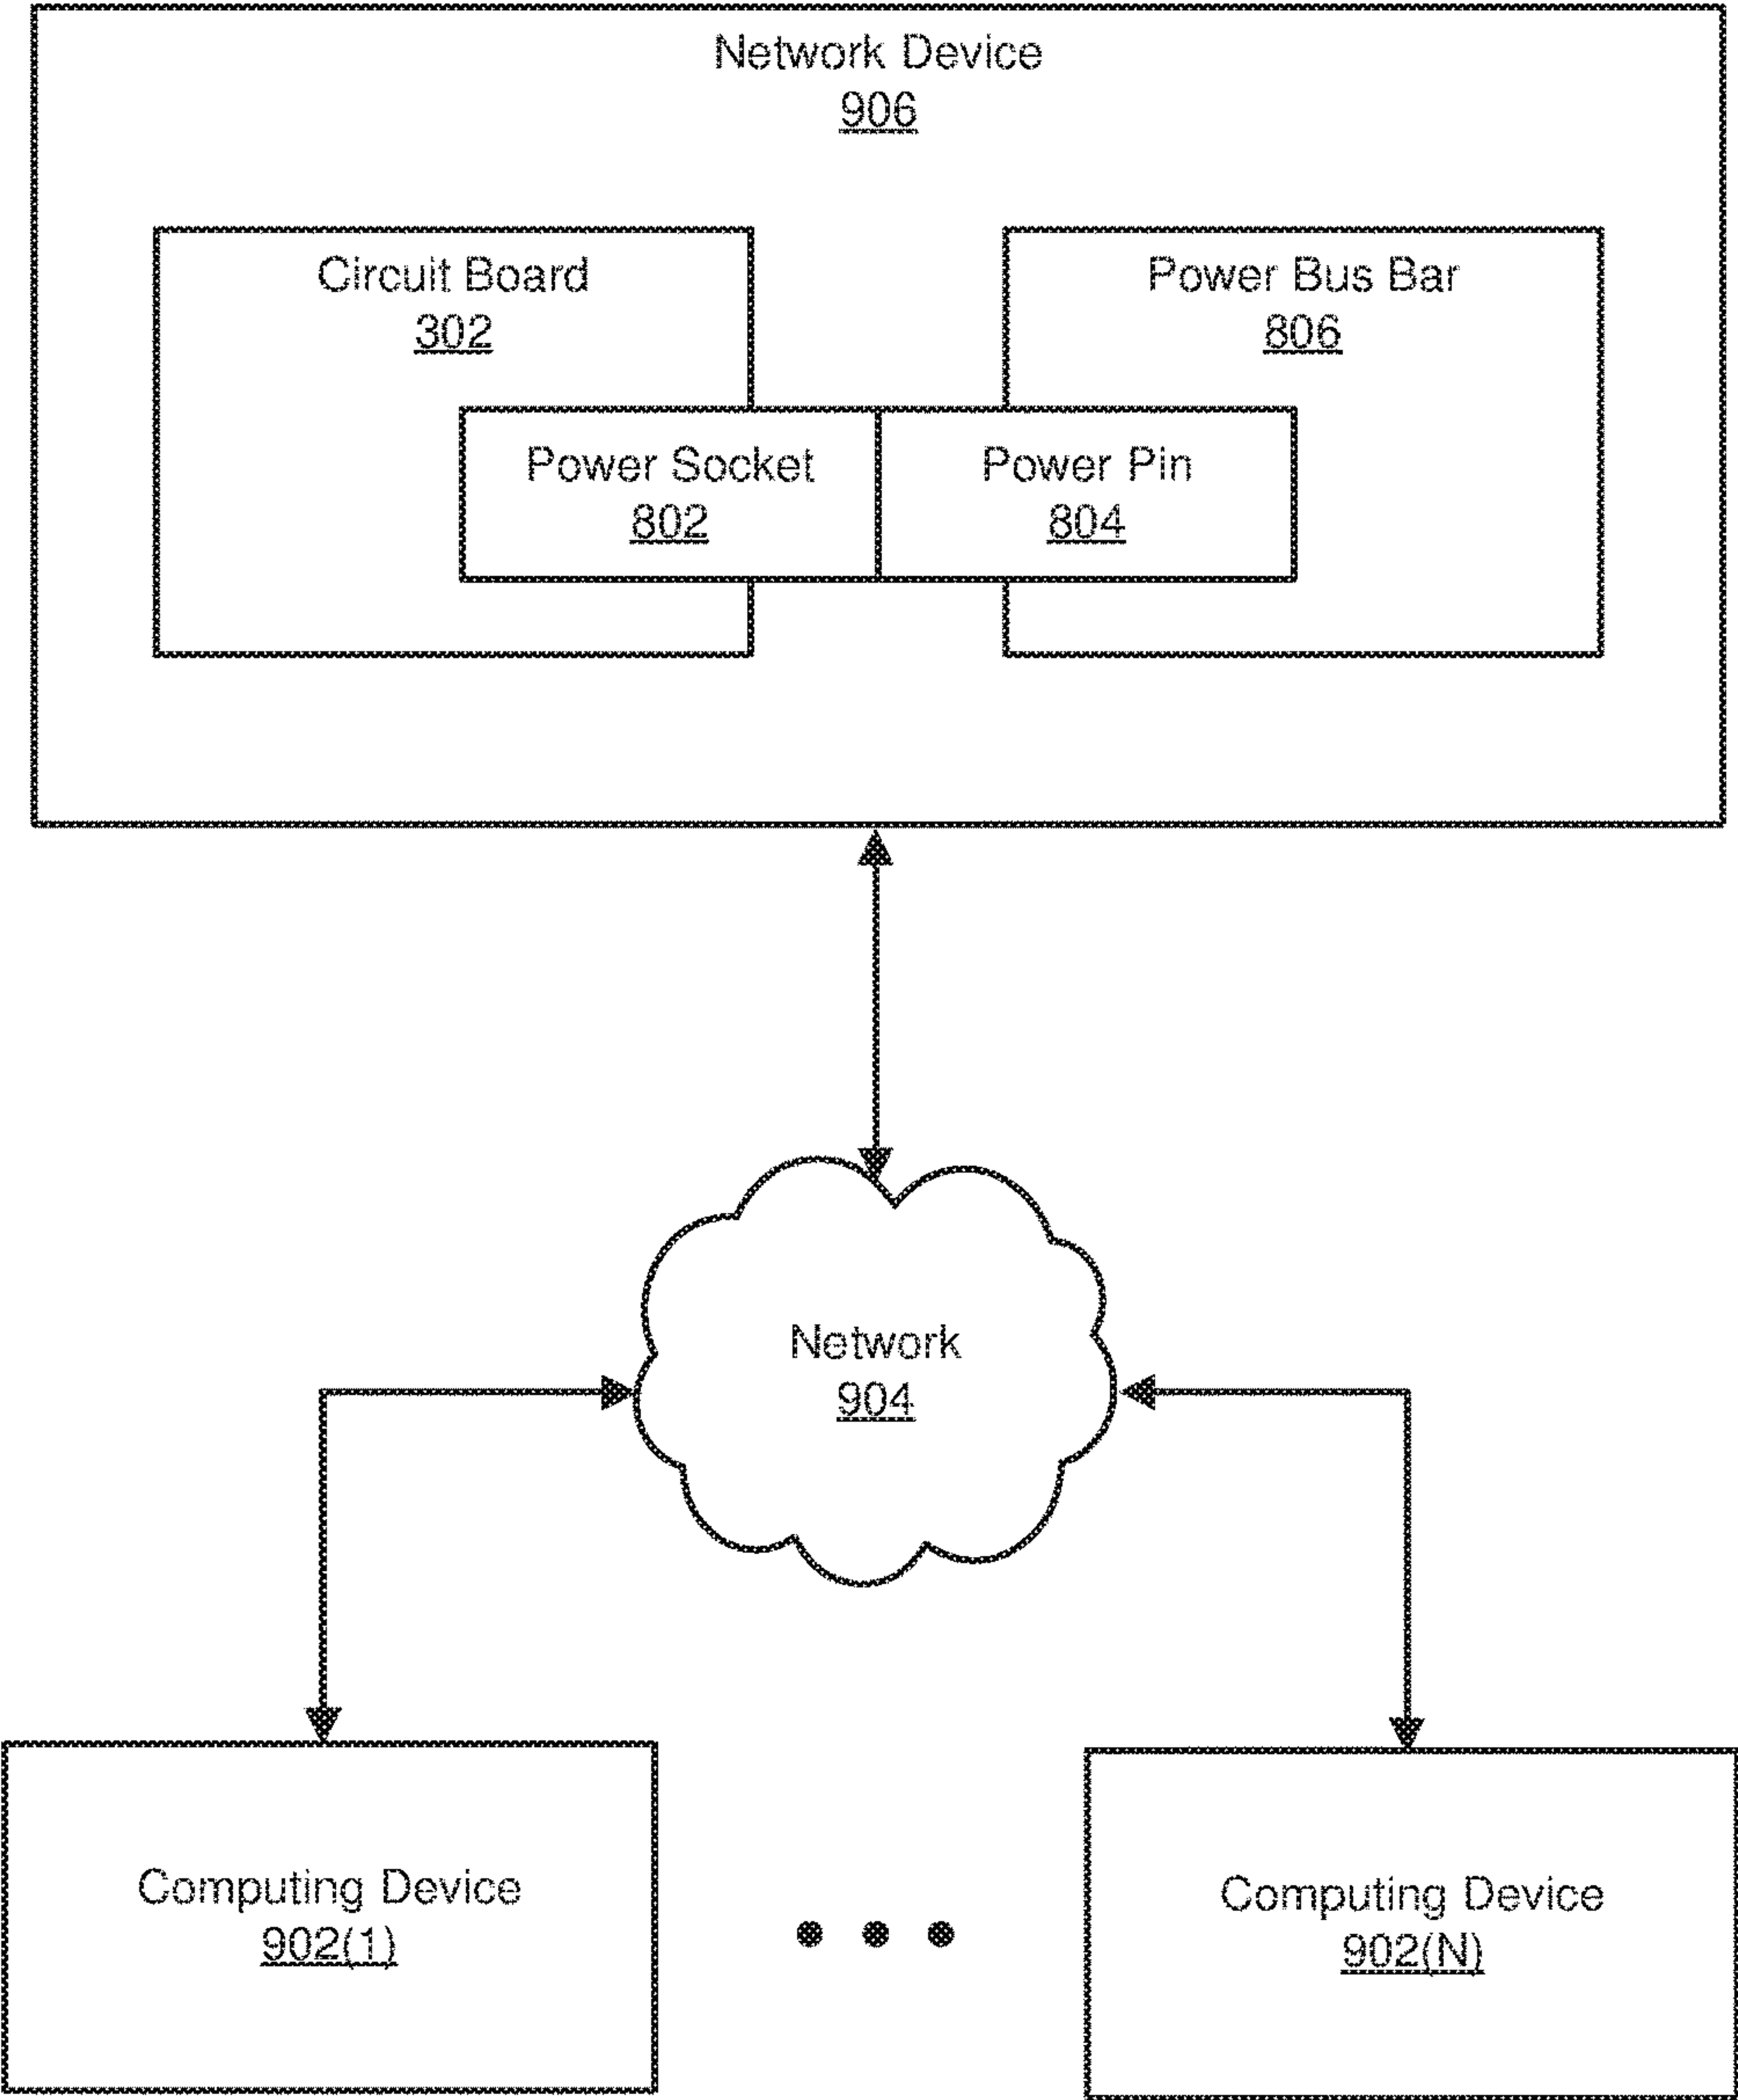 Network Device
906
Circuit Board
302
Power Bus Bar
806
Power Socket
802
Power Pin
804
Network
904
Computing Device
902(1)
Computing Device
902(N)